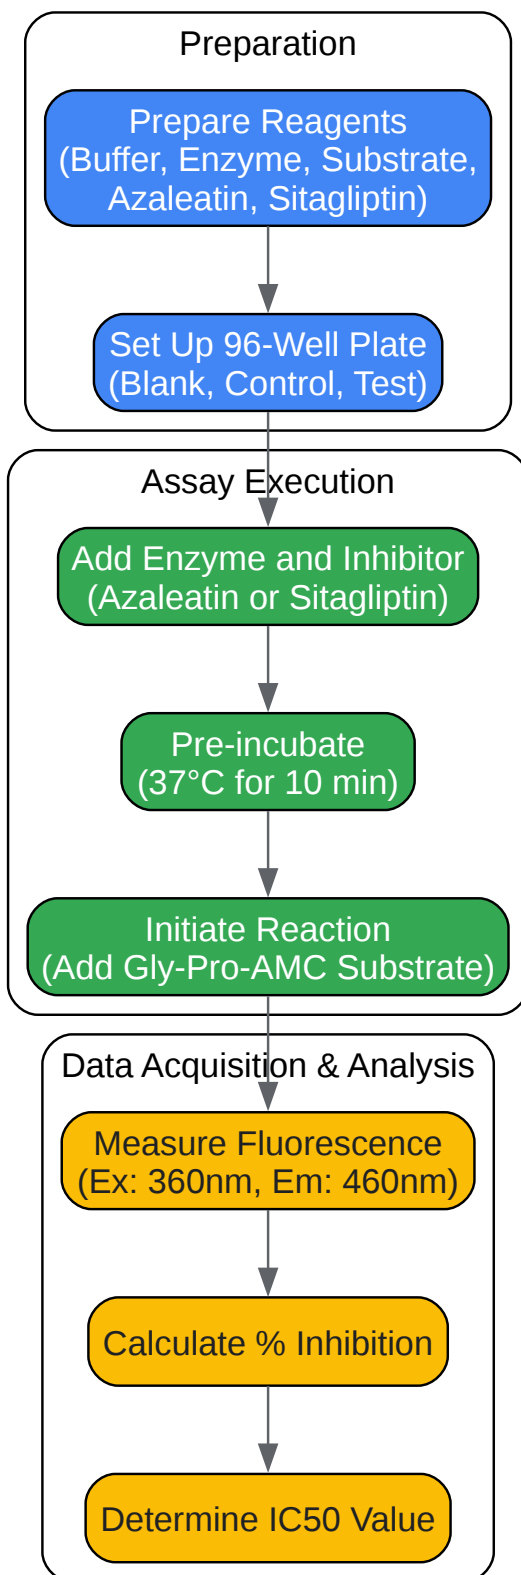 Preparation
Prepare Reagents
(Buffer, Enzyme, Substrate,
Azaleatin, Sitagliptin)
Set Up 96-Well Plate
(Blank, Control, Test)
Assay Execution
Add Enzyme and Inhibitor
(Azaleatin or Sitagliptin)
Pre-incubate
(37°C for 10 min)
Initiate Reaction
(Add Gly-Pro-AMC Substrate)
Data Acquisition & Analysis
Measure Fluorescence
(Ex: 360nm, Em: 460nm)
Calculate % Inhibition
Determine IC50 Value